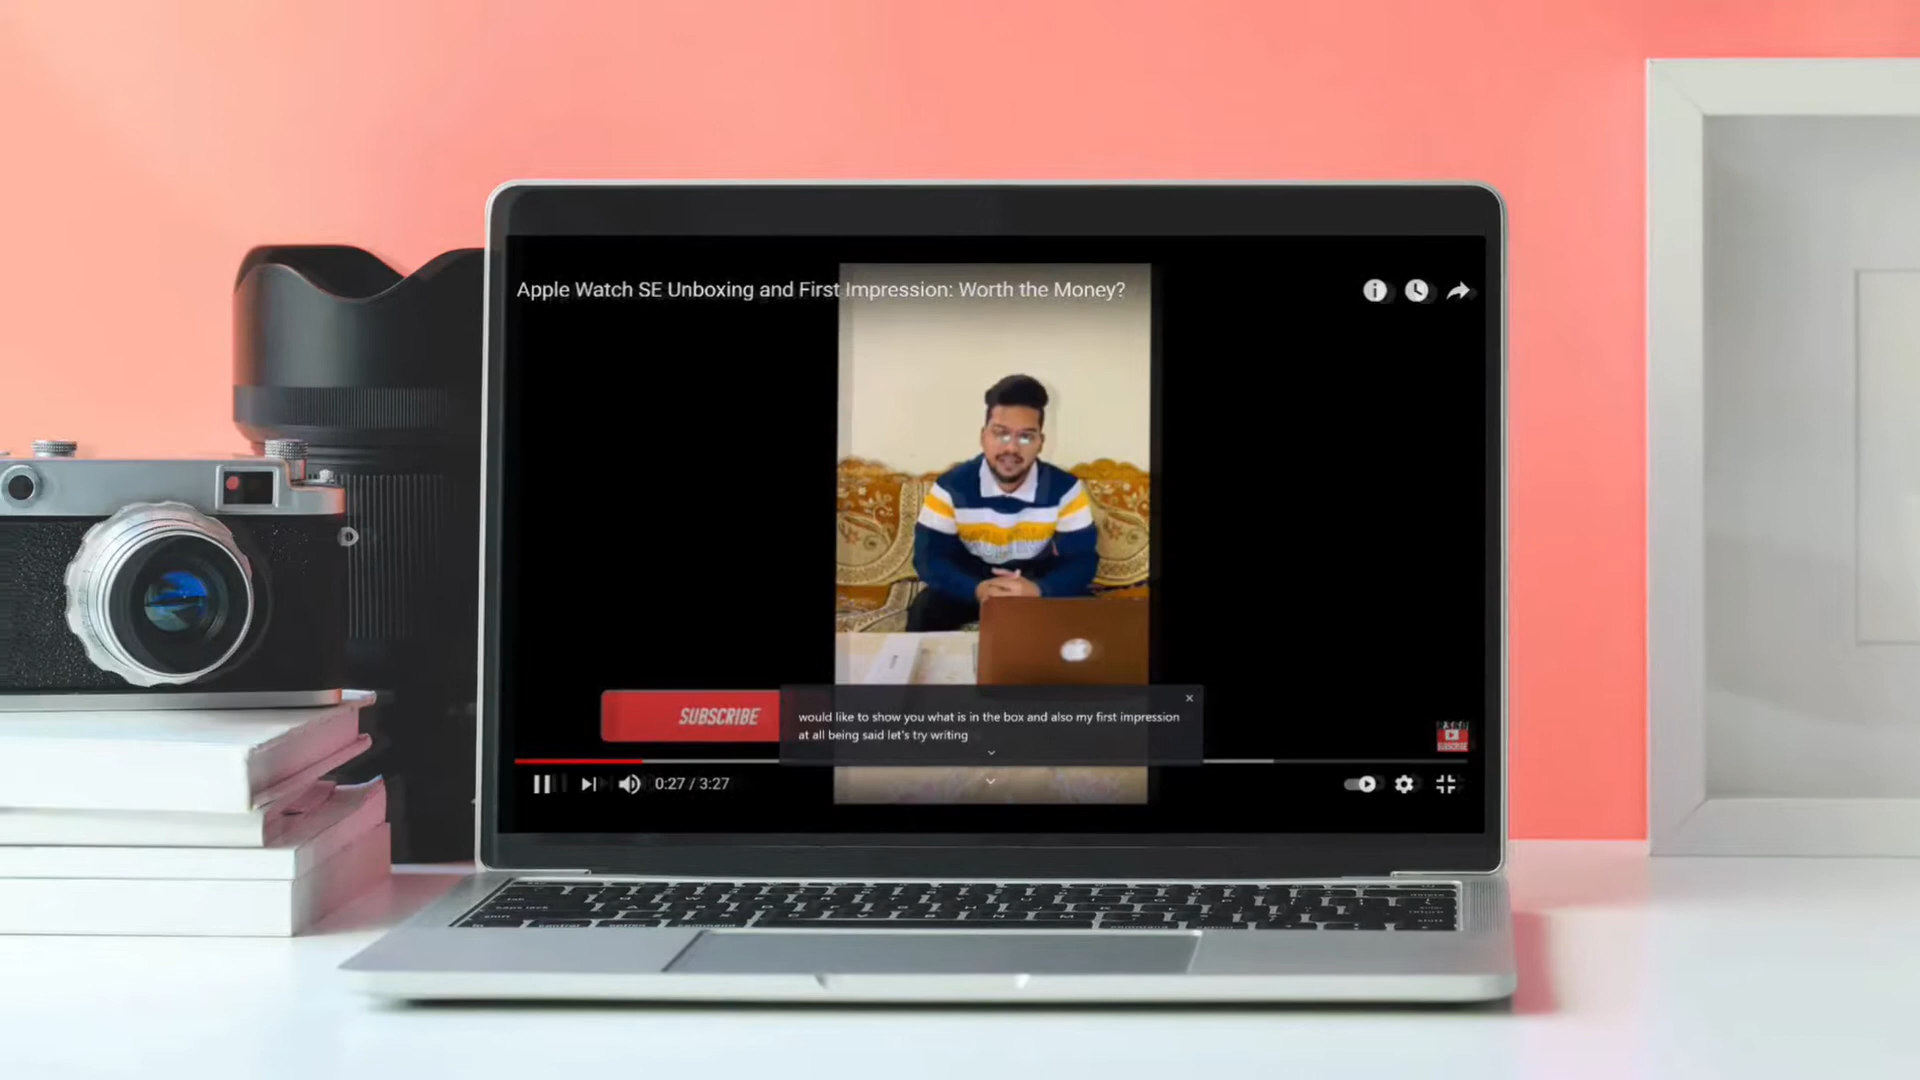 Apple Watch SE Unboxing and First Impression: Worth the Money?
SUBSCRIBE
would like to show you what is in the box and also my first impression
at all being said let's try writing
SUBSCRIBE
0:27 / 3:27